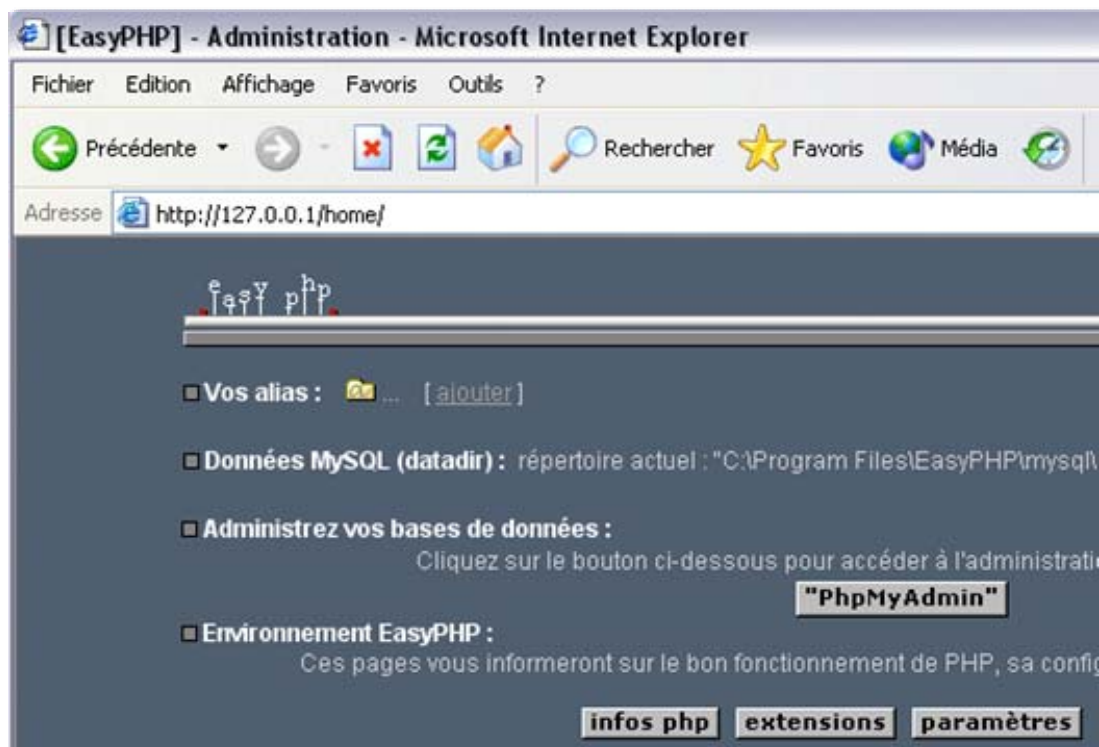 [EasyPHP] - Administration - Microsoft Internet Explorer
Fichier Edition Affichage Favoris Outils ?
Précédente Rechercher Favoris Média
Adresse http://127.0.0.1/home/
easy php
Vos alias : ... [ ajouter ]
Données MySQL (datadir) : répertoire actuel : "C:\Program Files\EasyPHP\mysql\
Administrez vos bases de données :
Cliquez sur le bouton ci-dessous pour accéder à l'administrati
"PhpMyAdmin"
Environnement EasyPHP :
Ces pages vous informeront sur le bon fonctionnement de PHP, sa config
infos php extensions paramètres